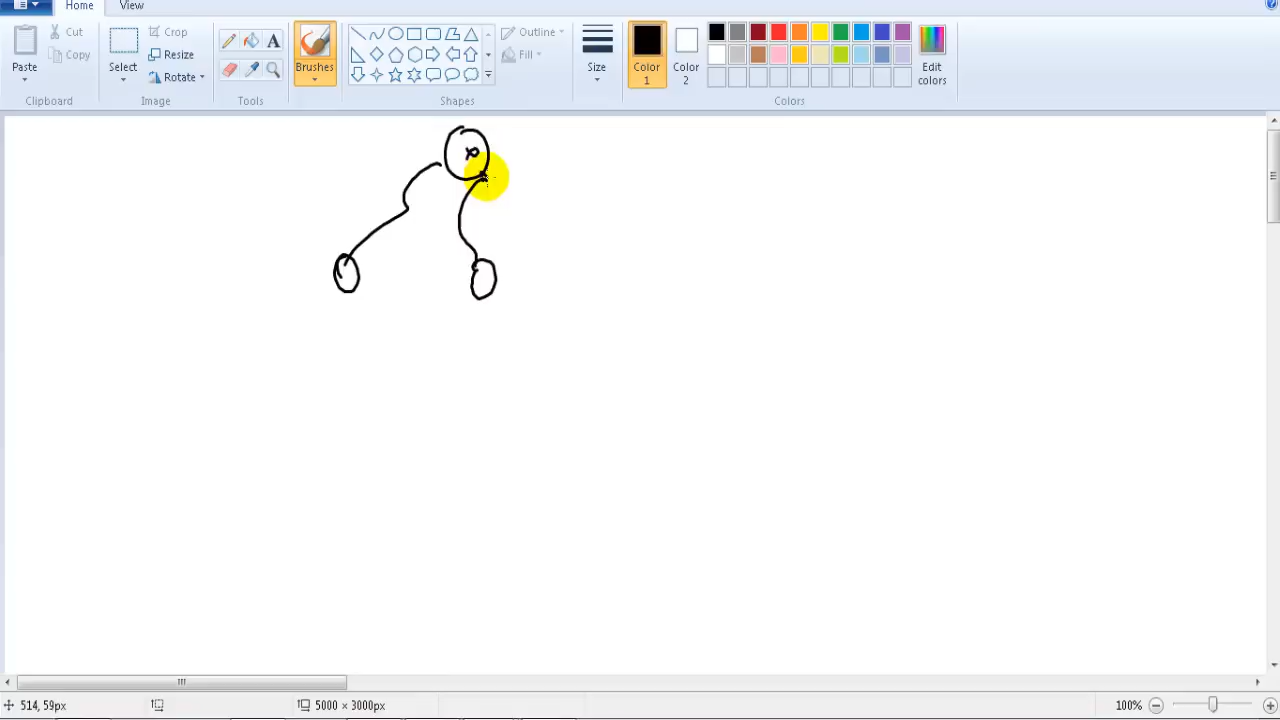 Home View
Paste
Cut
Copy
Clipboard
Select
Crop
Resize
Rotate
Image
A
Tools
Brushes
Outline
Fill
Shapes
Size
Color
1
Color
2
Edit
colors
Colors
x
514, 59px 5000 × 3000px 100%